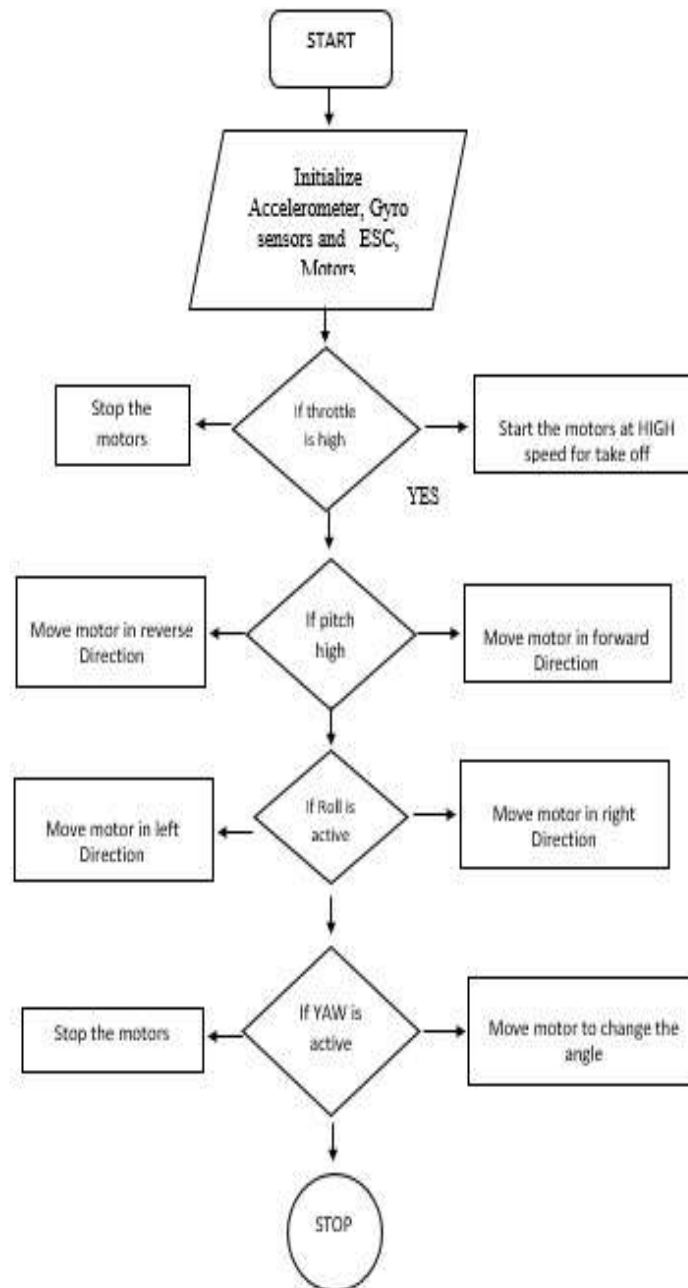 START
Initialize
Accelerometer, Gyro
sensors and ESC,
Motors
Stop the
motors
If throttle
is high
Start the motors at HIGH
speed for take off
YES
Move motor in reverse
Direction
If pitch
high
Move motor in forward
Direction
Move motor in left
Direction
If Roll is
active
Move motor in right
Direction
Stop the motors
If YAW is
active
Move motor to change the
angle
STOP